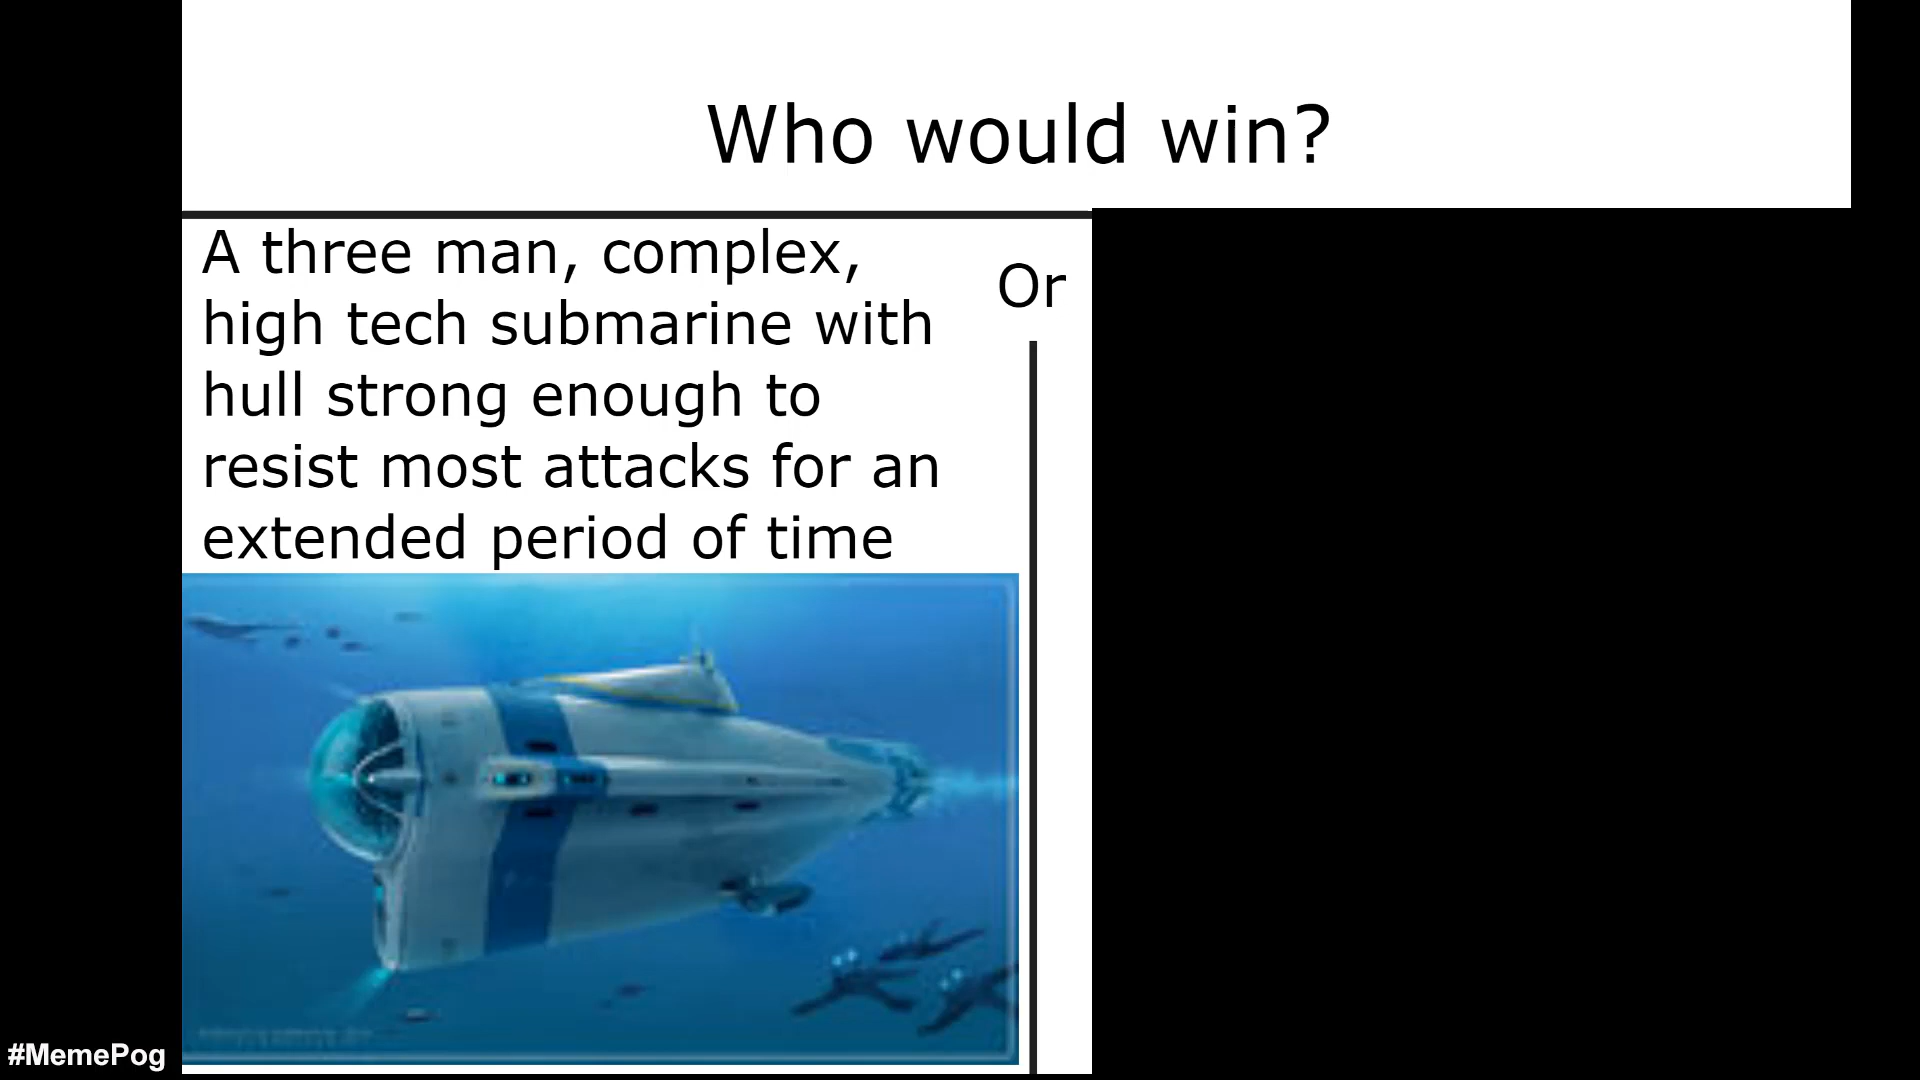 Who would win?
A three man, complex,
high tech submarine with
hull strong enough to
resist most attacks for an
extended period of time
Or
#MemePog